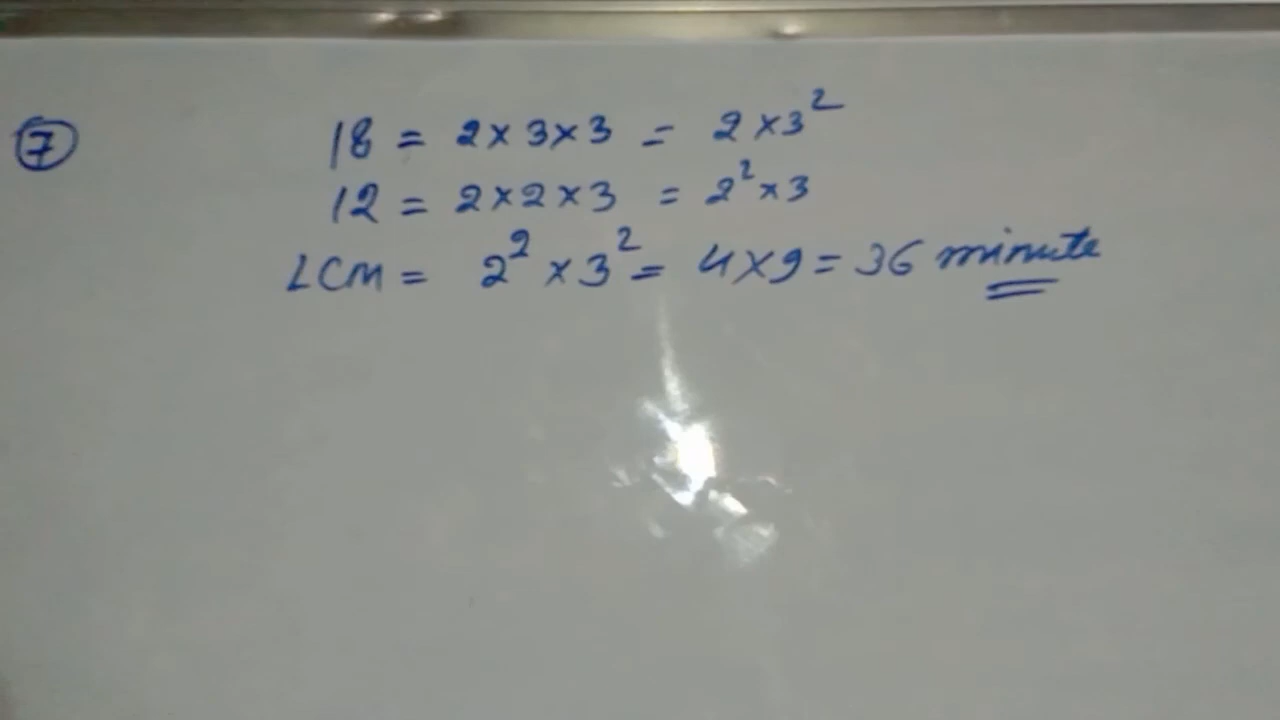 ⑦ 18 = 2 × 3 × 3 = 2 × 3²
12 = 2 × 2 × 3 = 2² × 3
LCM = 2² × 3² = 4 × 9 = 36 minute